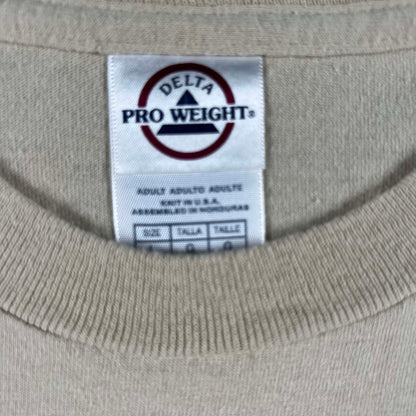 DELTA
PRO WEIGHT®
ADULT ADULTO ADULTE
KNIT IN U.S.A.
ASSEMBLED IN HONDURAS
SIZE TALLA TAILLE